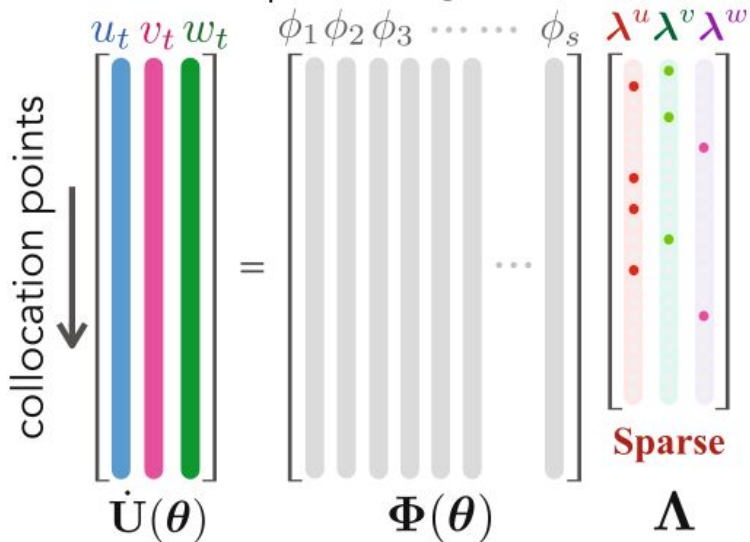 u_t v_t w_t
ϕ_1 ϕ_2 ϕ_3 ⋯ ⋯ ϕ_s
λ^u λ^v λ^w
collocation points
=
⋯
Sparse
U̇(θ)
Φ(θ)
Λ